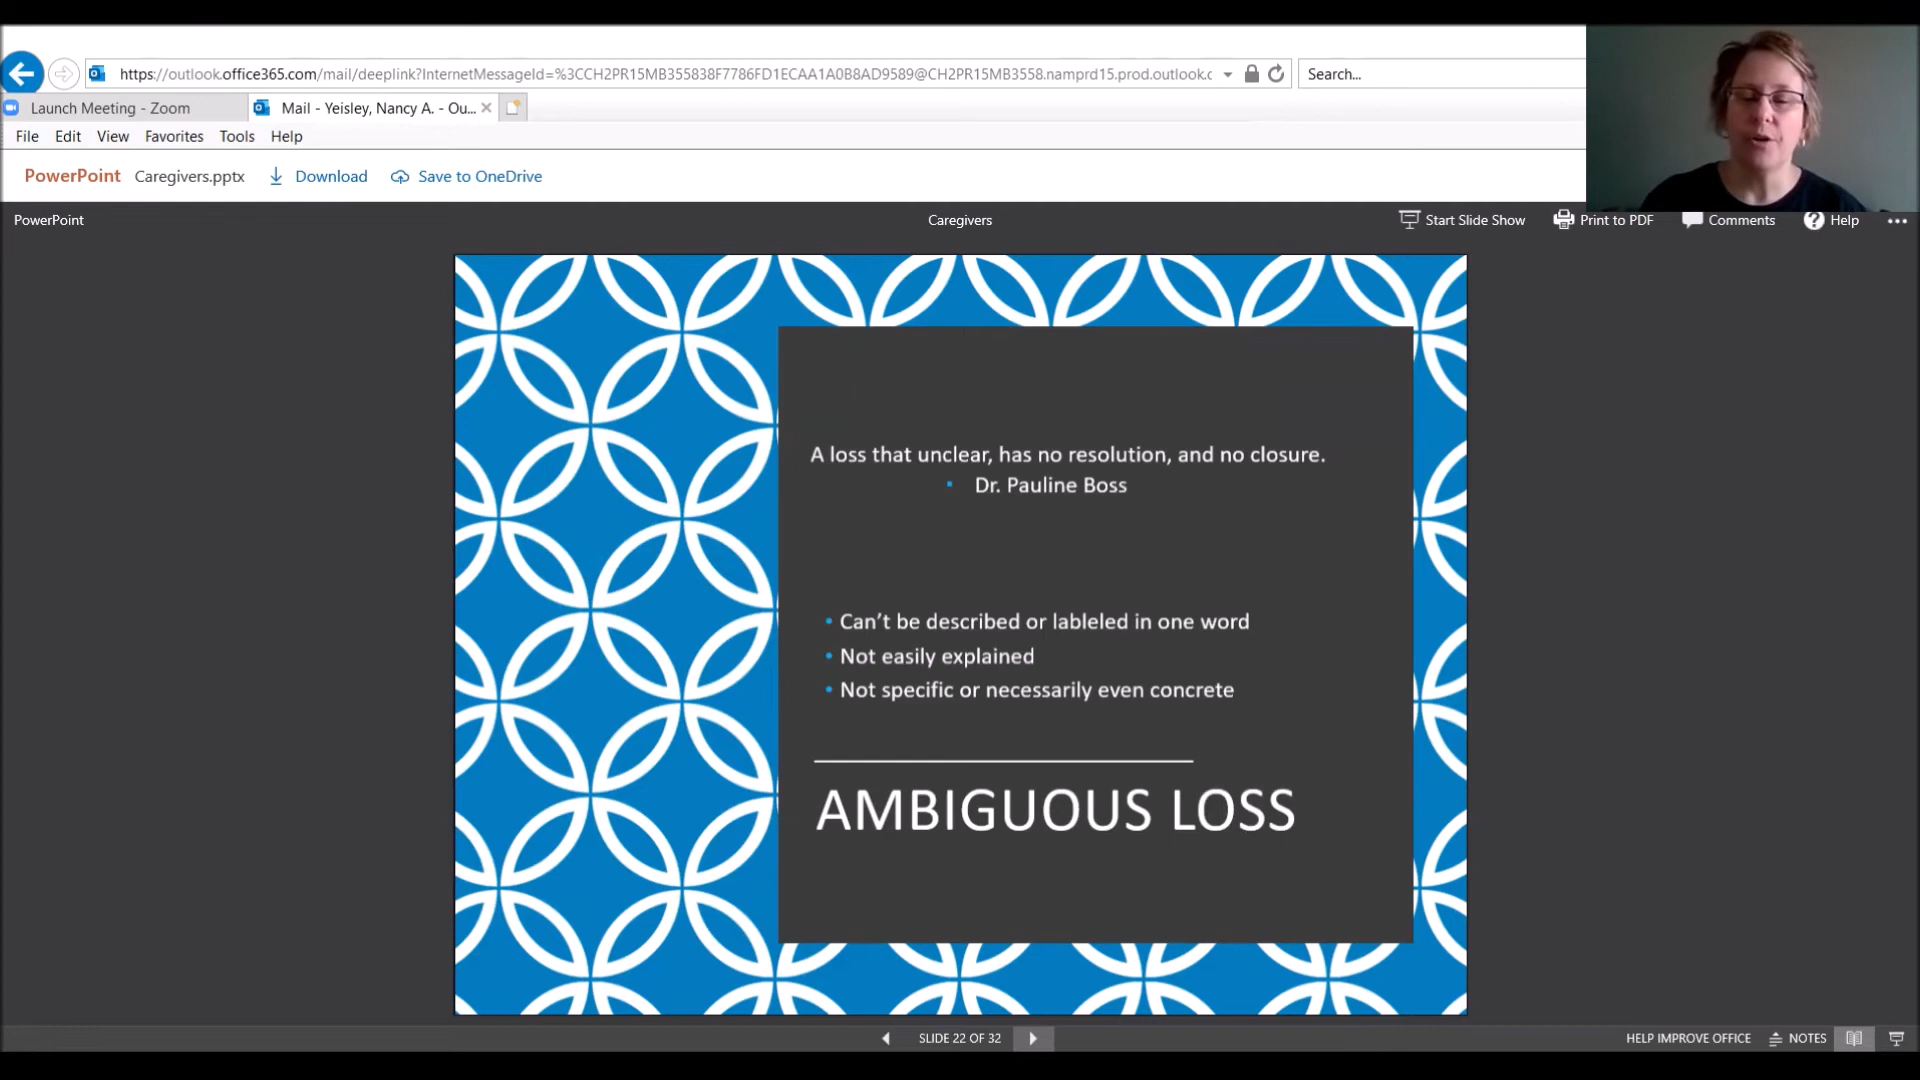 https://outlook.office365.com/mail/deeplink?InternetMessageId=%3CCH2PR15MB355838F7786FD1ECAA1A0B8AD9589@CH2PR15MB3558.namprd15.prod.outlook.c
Search...
Launch Meeting - Zoom
Mail - Yeisley, Nancy A. - Ou...
File Edit View Favorites Tools Help
PowerPoint Caregivers.pptx Download Save to OneDrive
PowerPoint
Caregivers
Start Slide Show Print to PDF Comments Help
A loss that unclear, has no resolution, and no closure.
• Dr. Pauline Boss
• Can't be described or lableled in one word
• Not easily explained
• Not specific or necessarily even concrete
AMBIGUOUS LOSS
SLIDE 22 OF 32
HELP IMPROVE OFFICE NOTES